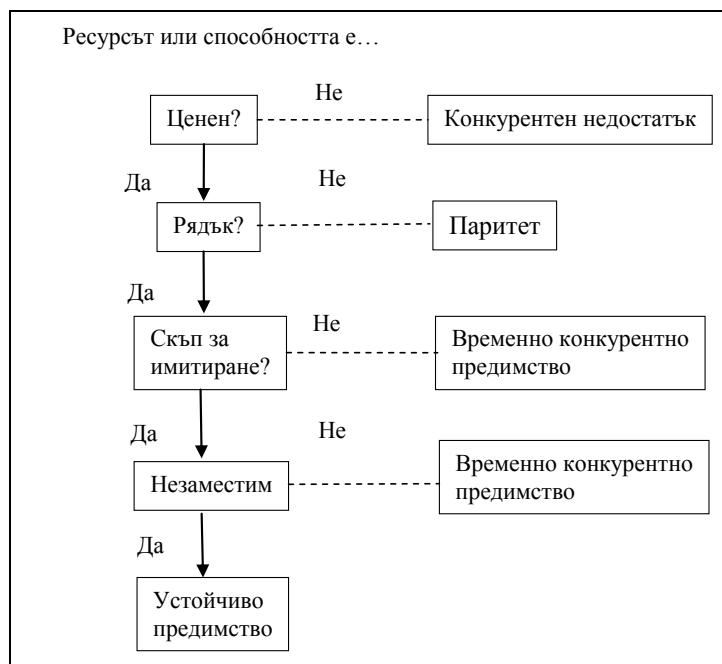 Ресурсът или способността е…
Не
Ценен?
Конкурентен недостатък
Да
Не
Рядък?
Паритет
Да
Не
Скъп за
имитиране?
Временно конкурентно
предимство
Да
Не
Незаместим
Временно конкурентно
предимство
Да
Устойчиво
предимство